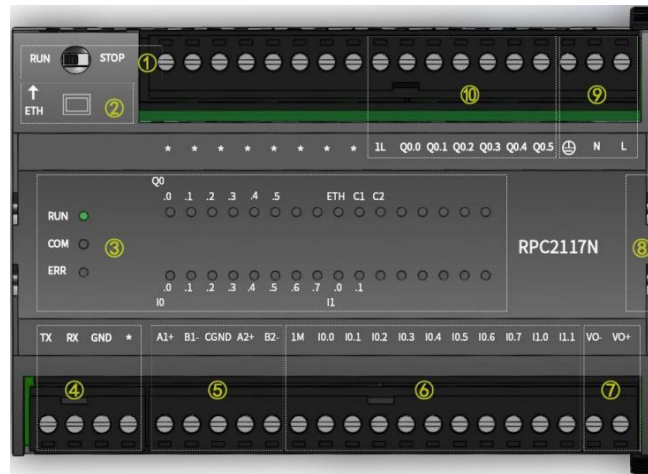 RUN STOP ①
↑
ETH ②
⑩ ⑨
* * * * * * * * 1L Q0.0 Q0.1 Q0.2 Q0.3 Q0.4 Q0.5 N L
Q0
.0 .1 .2 .3 .4 .5 ETH C1 C2
RUN
COM ③
ERR
RPC2117N ⑧
.0 .1 .2 .3 .4 .5 .6 .7 .0 .1
I0 I1
TX RX GND * A1+ B1- CGND A2+ B2- 1M I0.0 I0.1 I0.2 I0.3 I0.4 I0.5 I0.6 I0.7 I1.0 I1.1 VO- VO+
④ ⑤ ⑥ ⑦